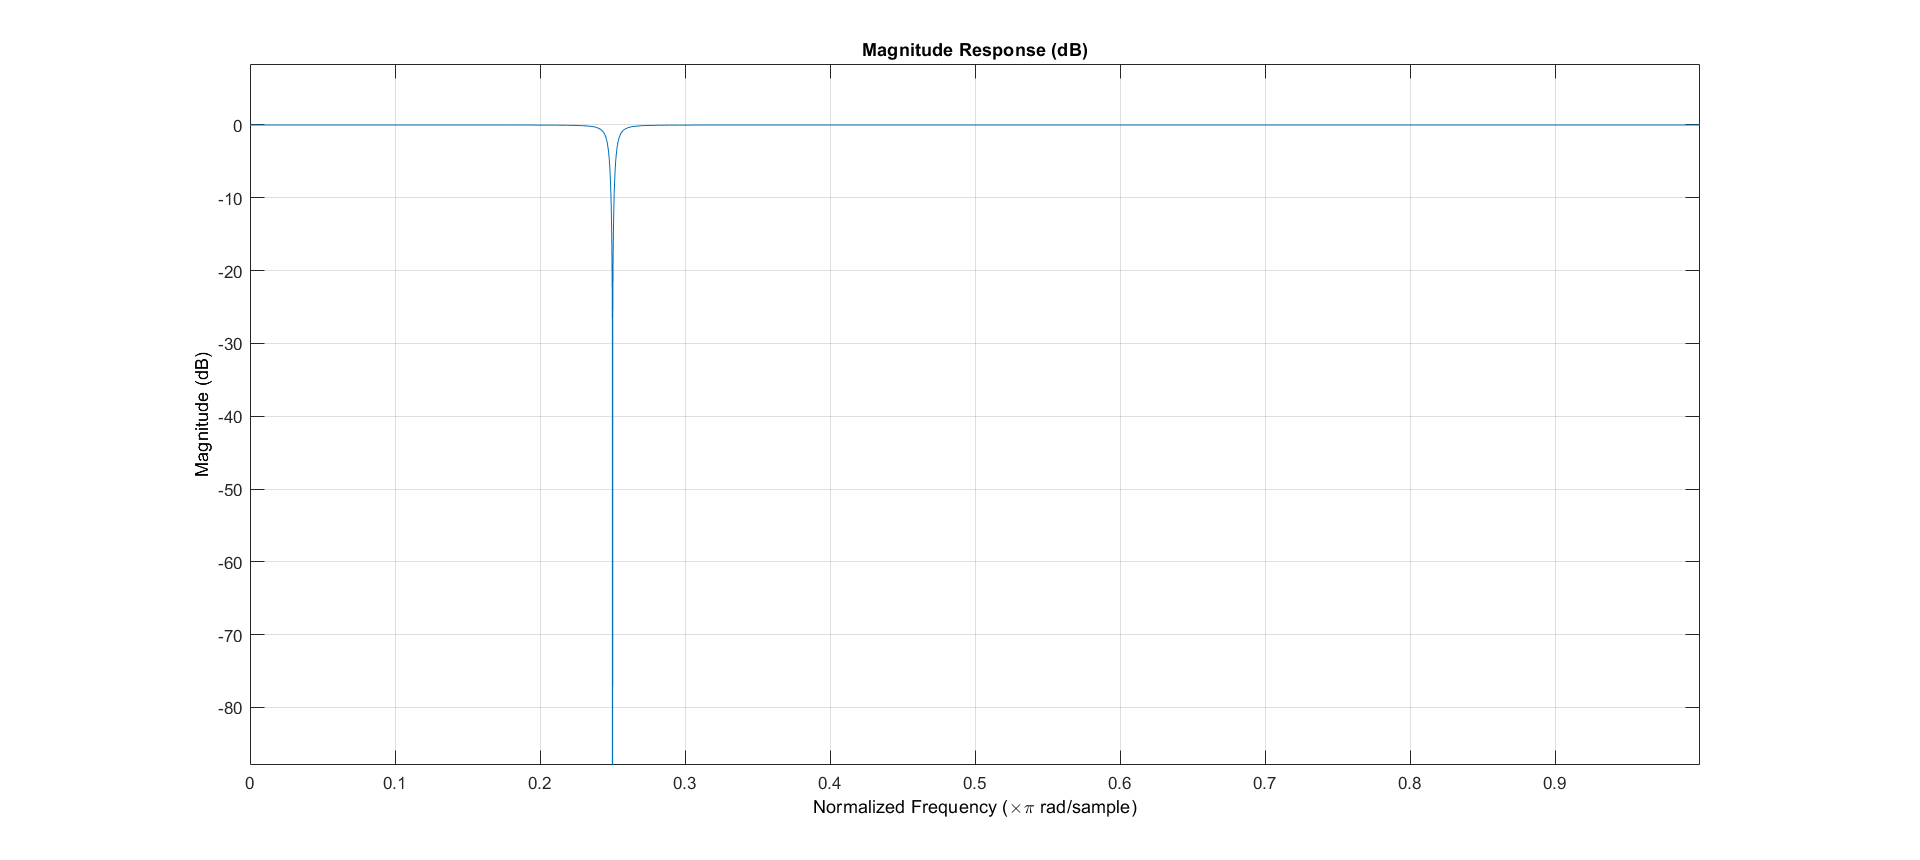 Magnitude Response (dB)
0
-10
-20
-30
-40
-50
-60
-70
-80
Magnitude (dB)
0 0.1 0.2 0.3 0.4 0.5 0.6 0.7 0.8 0.9
Normalized Frequency (×π rad/sample)